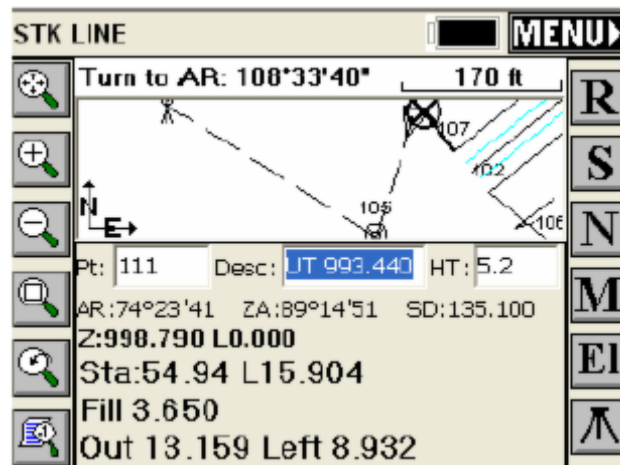 STK LINE MENU
Turn to AR: 108°33'40" 170 ft
R
107
102
S
N
E
105
106
N
Pt: 111 Desc: UT 993.440 HT: 5.2
AR:74°23'41 ZA:89°14'51 SD:135.100
M
Z:998.790 L0.000
Sta:54.94 L15.904
El
Fill 3.650
Out 13.159 Left 8.932